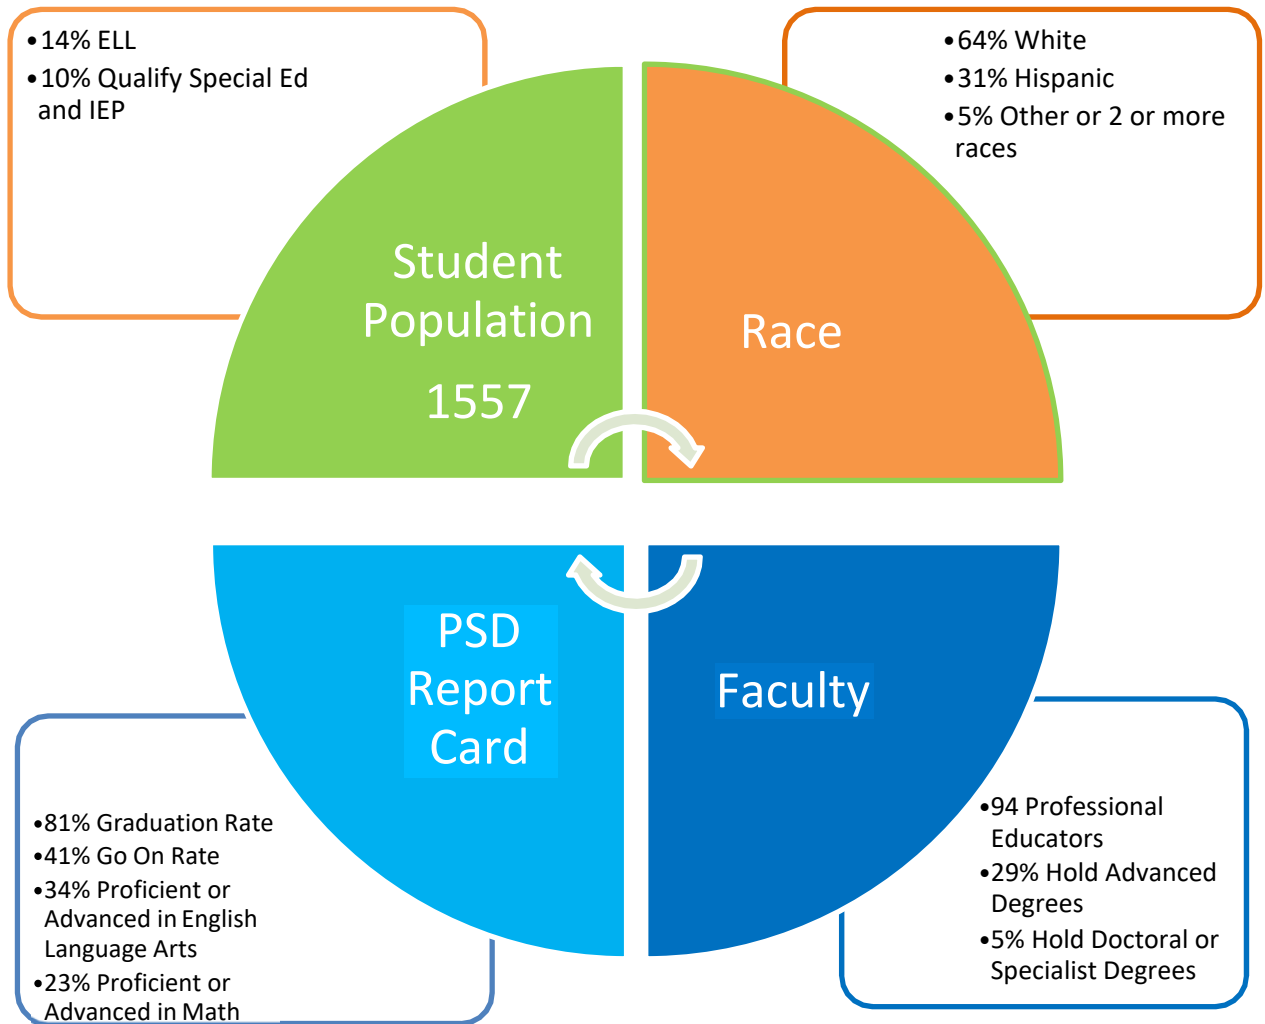 •14% ELL
•10% Qualify Special Ed
and IEP
•64% White
•31% Hispanic
•5% Other or 2 or more
races
Student
Population
1557
Race
PSD
Report
Card
Faculty
•81% Graduation Rate
•41% Go On Rate
•34% Proficient or
Advanced in English
Language Arts
•23% Proficient or
Advanced in Math
•94 Professional
Educators
•29% Hold Advanced
Degrees
•5% Hold Doctoral or
Specialist Degrees